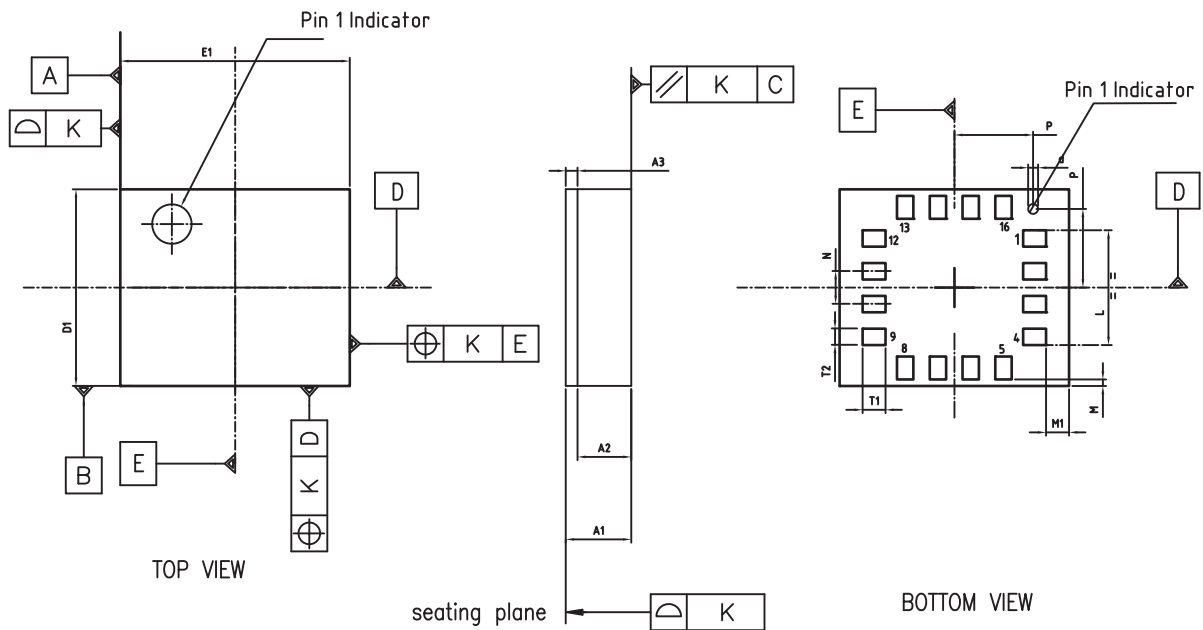 Pin 1 Indicator
E1
A
K
K C
A3
D
D1
K E
B
E
D
K
A2
A1
TOP VIEW
seating plane
K
Pin 1 Indicator
E
P
d
P
D
13
16
12
1
N
L
=
=
9
4
8
5
T2
T1
M
M1
BOTTOM VIEW